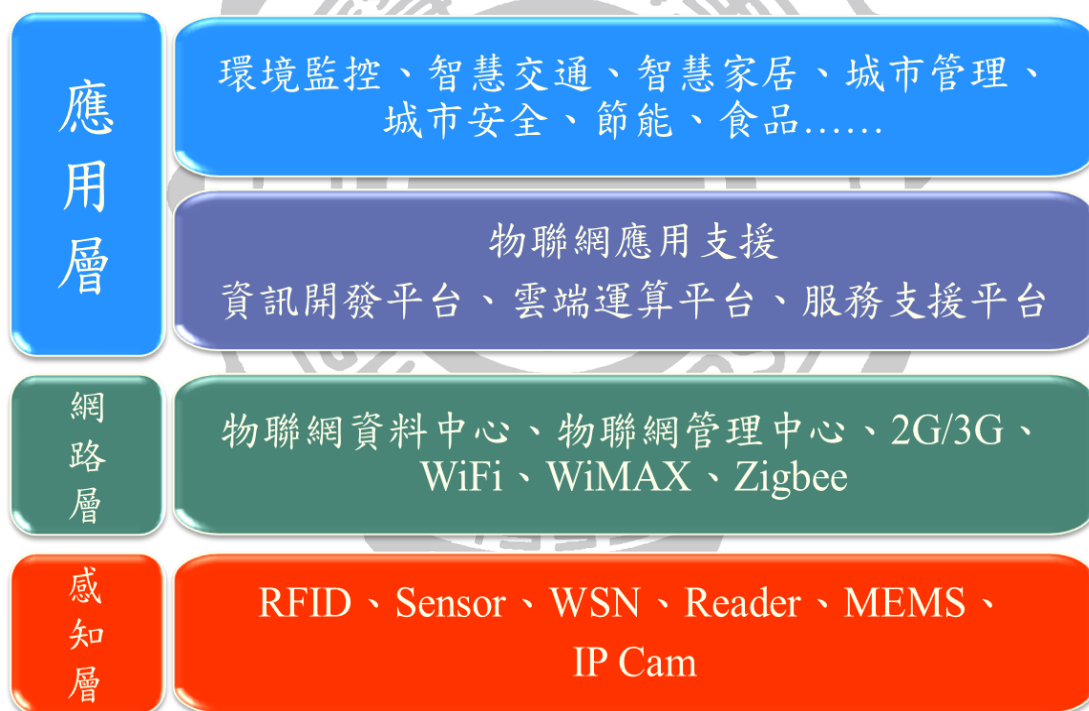 應用層
環境監控、智慧交通、智慧家居、城市管理、
城市安全、節能、食品……
物聯網應用支援
資訊開發平台、雲端運算平台、服務支援平台
網路層
物聯網資料中心、物聯網管理中心、2G/3G、
WiFi、WiMAX、Zigbee
感知層
RFID、Sensor、WSN、Reader、MEMS、
IP Cam